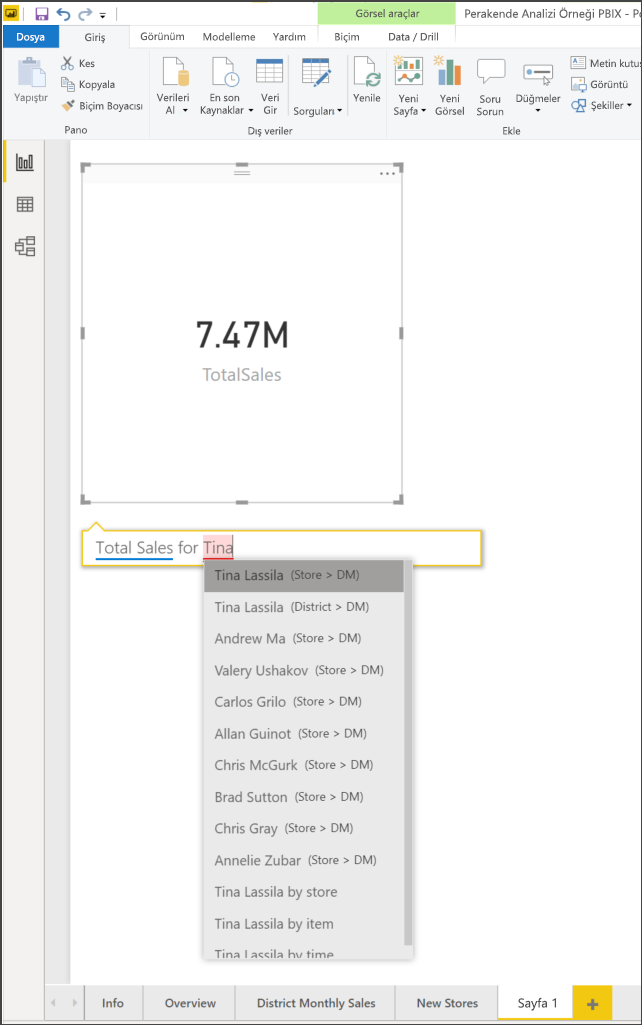 Görsel araçlar
Perakende Analizi Örneği PBIX - Po
Dosya
Giriş
Görünüm
Modelleme
Yardım
Biçim
Data / Drill
Yapıştır
Kes
Kopyala
Biçim Boyacısı
Pano
Verileri Al
En son Kaynaklar
Veri Gir
Sorguları
Dış veriler
Yenile
Yeni Sayfa
Yeni Görsel
Soru Sorun
Düğmeler
Metin kutus
Görüntü
Şekiller
Ekle
7.47M
TotalSales
Total Sales for Tina
Tina Lassila (Store > DM)
Tina Lassila (District > DM)
Andrew Ma (Store > DM)
Valery Ushakov (Store > DM)
Carlos Grilo (Store > DM)
Allan Guinot (Store > DM)
Chris McGurk (Store > DM)
Brad Sutton (Store > DM)
Chris Gray (Store > DM)
Annelie Zubar (Store > DM)
Tina Lassila by store
Tina Lassila by item
Tina Lassila by time
Info
Overview
District Monthly Sales
New Stores
Sayfa 1